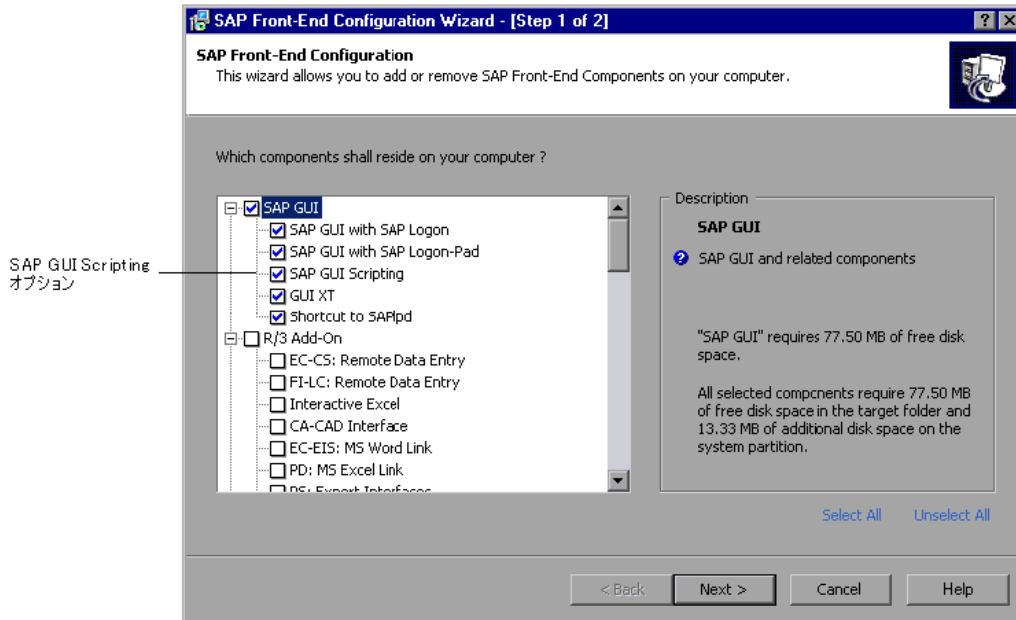 SAP Front-End Configuration Wizard - [Step 1 of 2]
SAP Front-End Configuration
This wizard allows you to add or remove SAP Front-End Components on your computer.
Which components shall reside on your computer ?
SAP GUI
SAP GUI with SAP Logon
SAP GUI with SAP Logon-Pad
SAP GUI Scripting
GUI XT
Shortcut to SAPlpd
R/3 Add-On
EC-CS: Remote Data Entry
FI-LC: Remote Data Entry
Interactive Excel
CA-CAD Interface
EC-EIS: MS Word Link
PD: MS Excel Link
PS: Export Interfaces
SAP GUI Scripting
オプション
Description
SAP GUI
SAP GUI and related components
"SAP GUI" requires 77.50 MB of free disk
space.
All selected compcnents require 77.50 MB
of free disk space in the target folder and
13.33 MB of additional disk space on the
system partition.
Select All
Unselect All
< Back
Next >
Cancel
Help